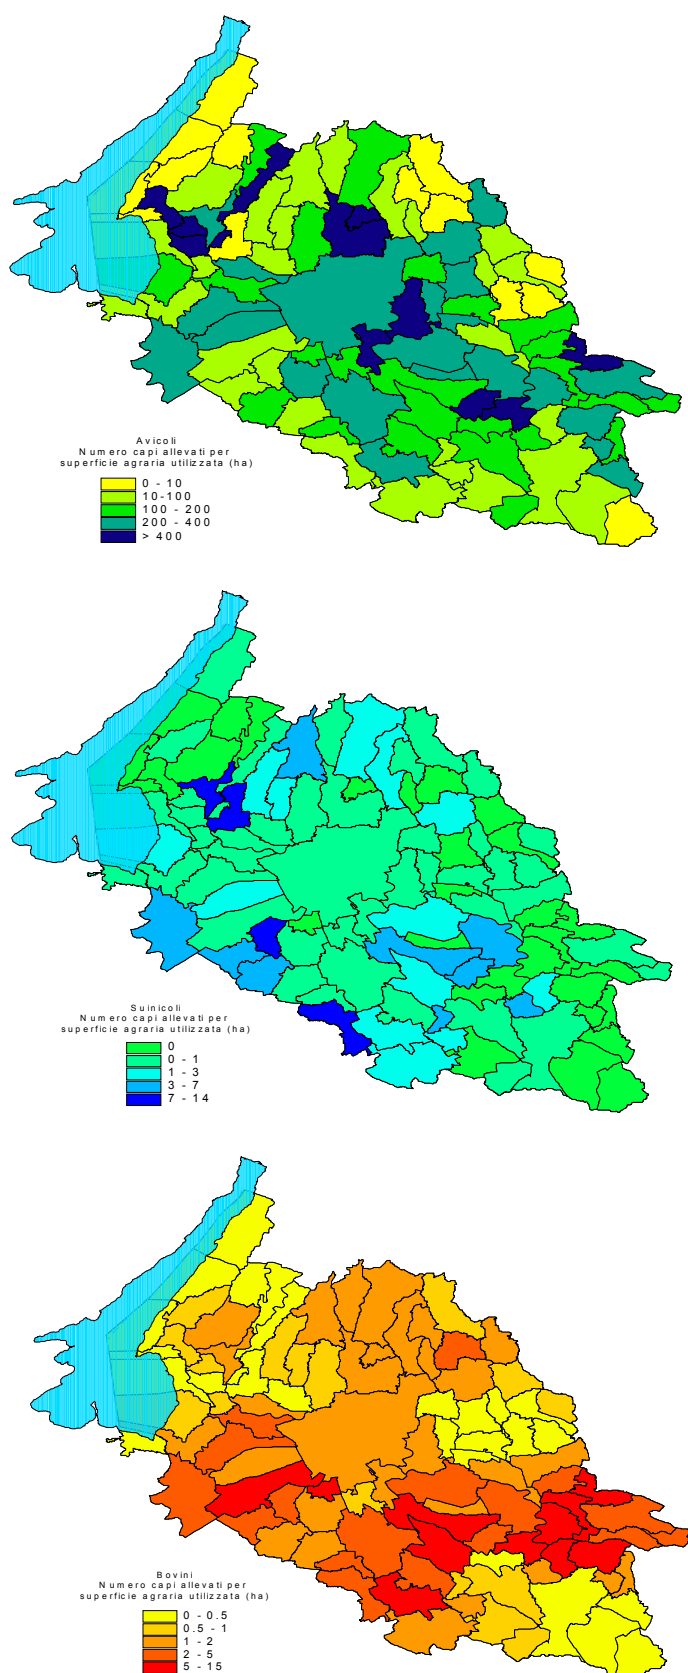 Avicoli
Numero capi allevati per
superficie agraria utilizzata (ha)
0 - 10
10-100
100 - 200
200 - 400
> 400
Suinicoli
Numero capi allevati per
superficie agraria utilizzata (ha)
0
0 - 1
1 - 3
3 - 7
7 - 14
Bovini
Numero capi allevati per
superficie agraria utilizzata (ha)
0 - 0.5
0.5 - 1
1 - 2
2 - 5
5 - 15